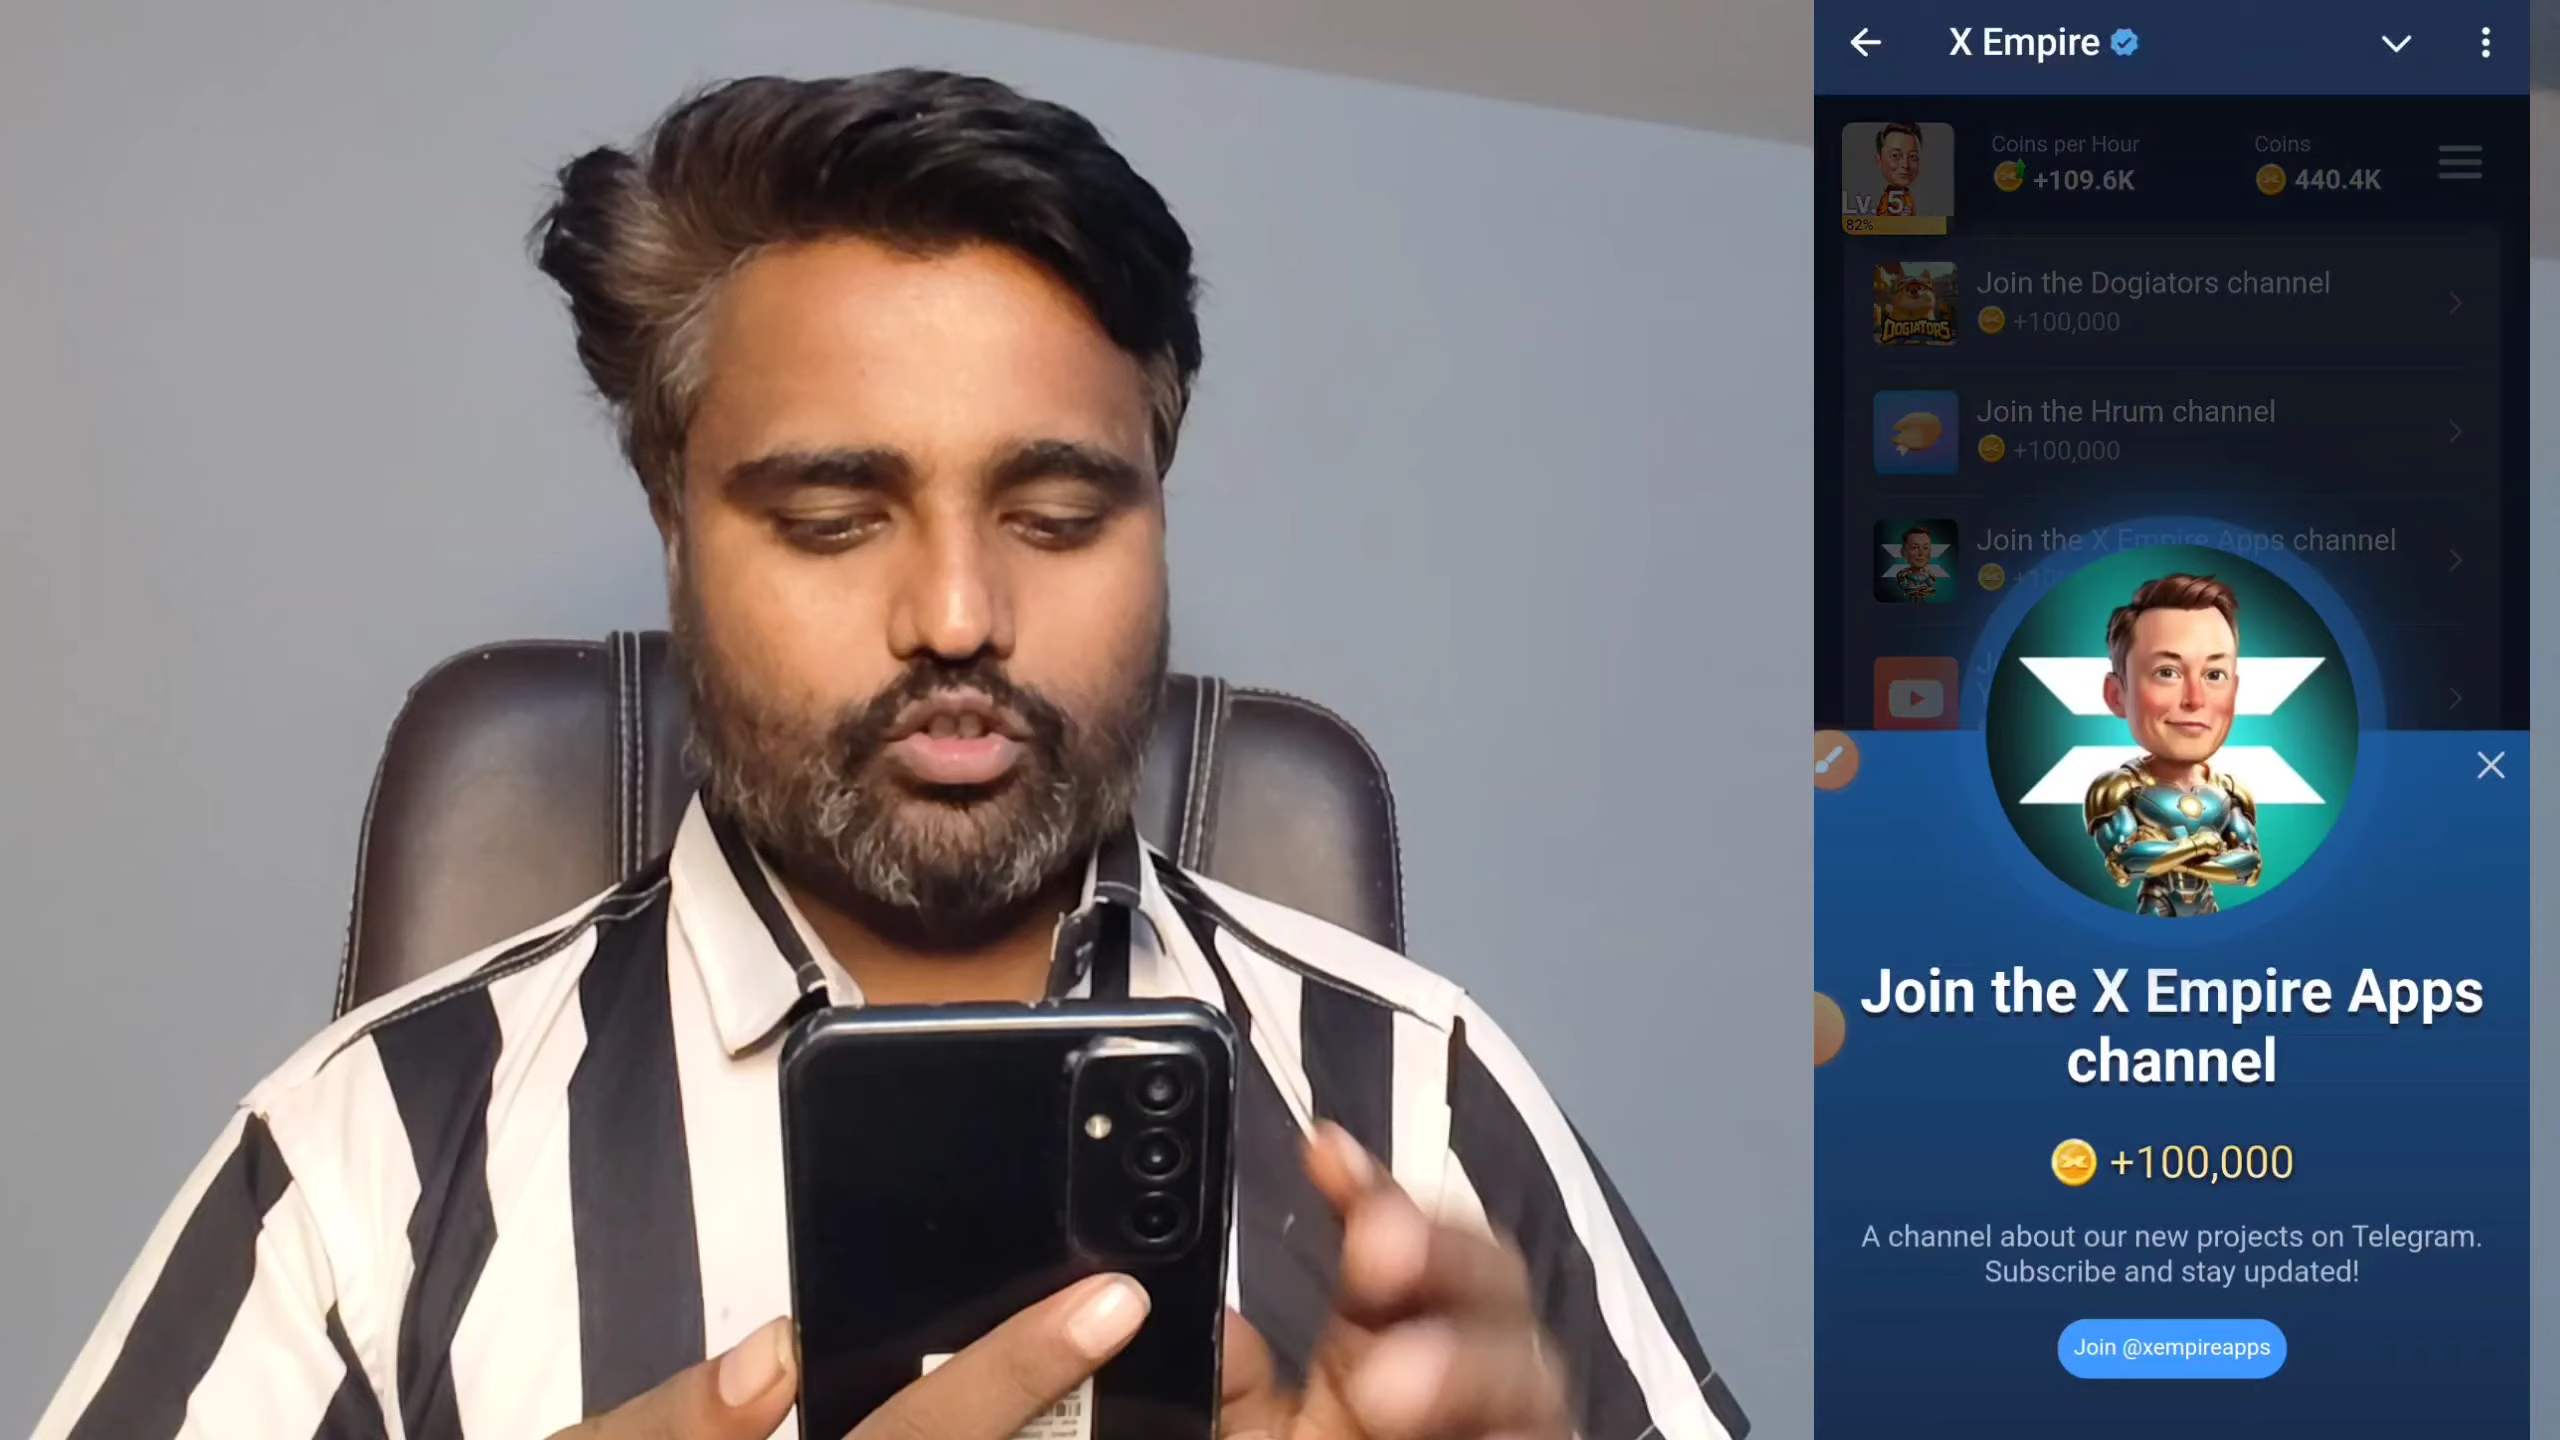 X Empire
Coins per Hour
+109.6K
Coins
440.4K
Lv. 5
82%
Join the Dogiators channel
+100,000
DOGIATORS
Join the Hrum channel
+100,000
Join the X Empire Apps channel
Join the X Empire Apps
channel
+100,000
A channel about our new projects on Telegram.
Subscribe and stay updated!
Join @xempireapps